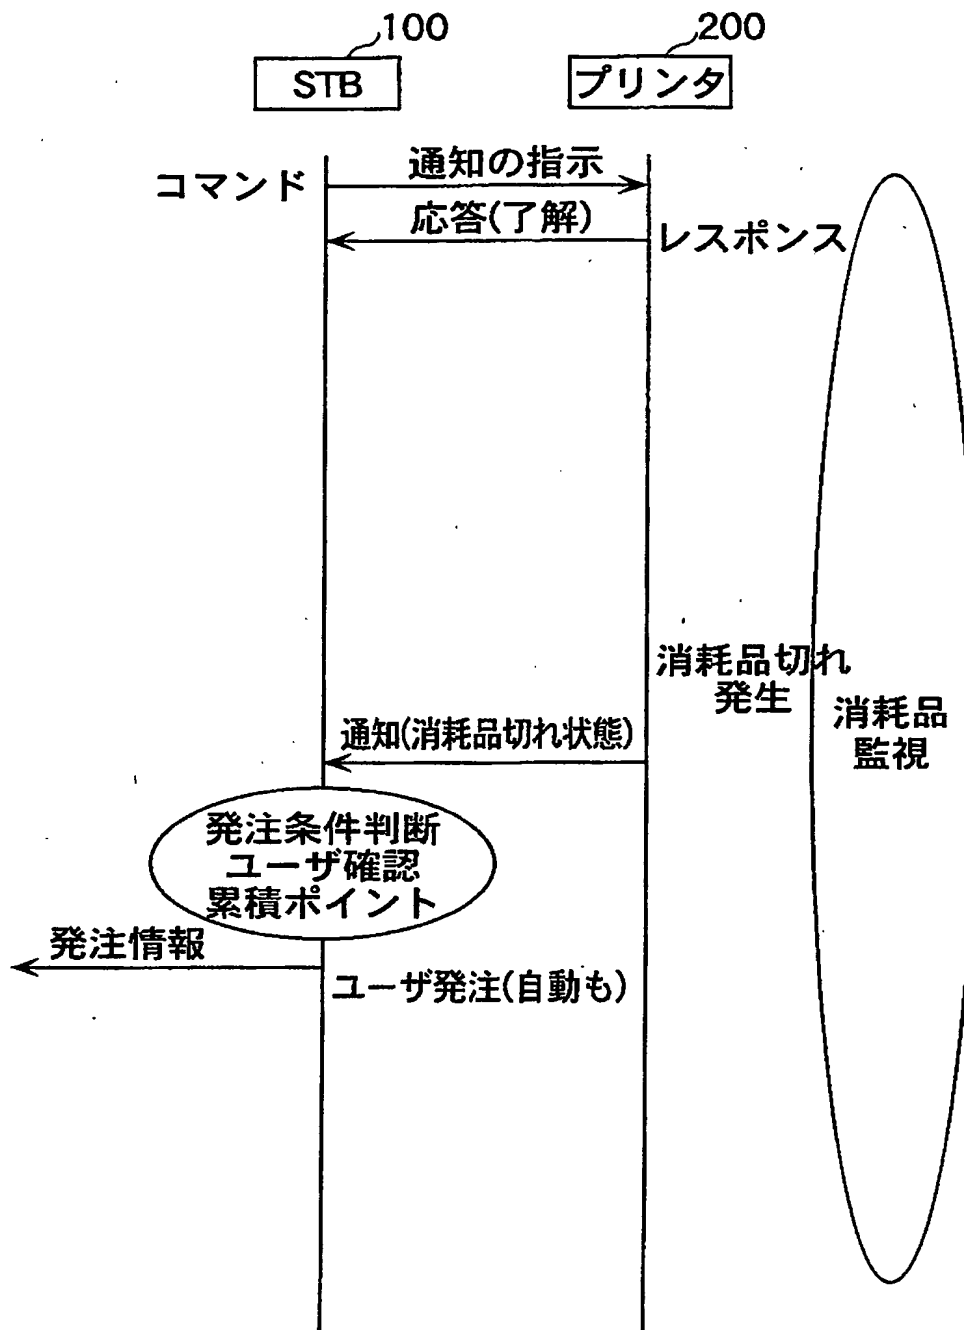 100
200
STB
プリンタ
コマンド
通知の指示
応答(了解)
レスポンス
消耗品切れ
発生
消耗品
監視
通知(消耗品切れ状態)
発注条件判断
ユーザ確認
累積ポイント
発注情報
ユーザ発注(自動も)